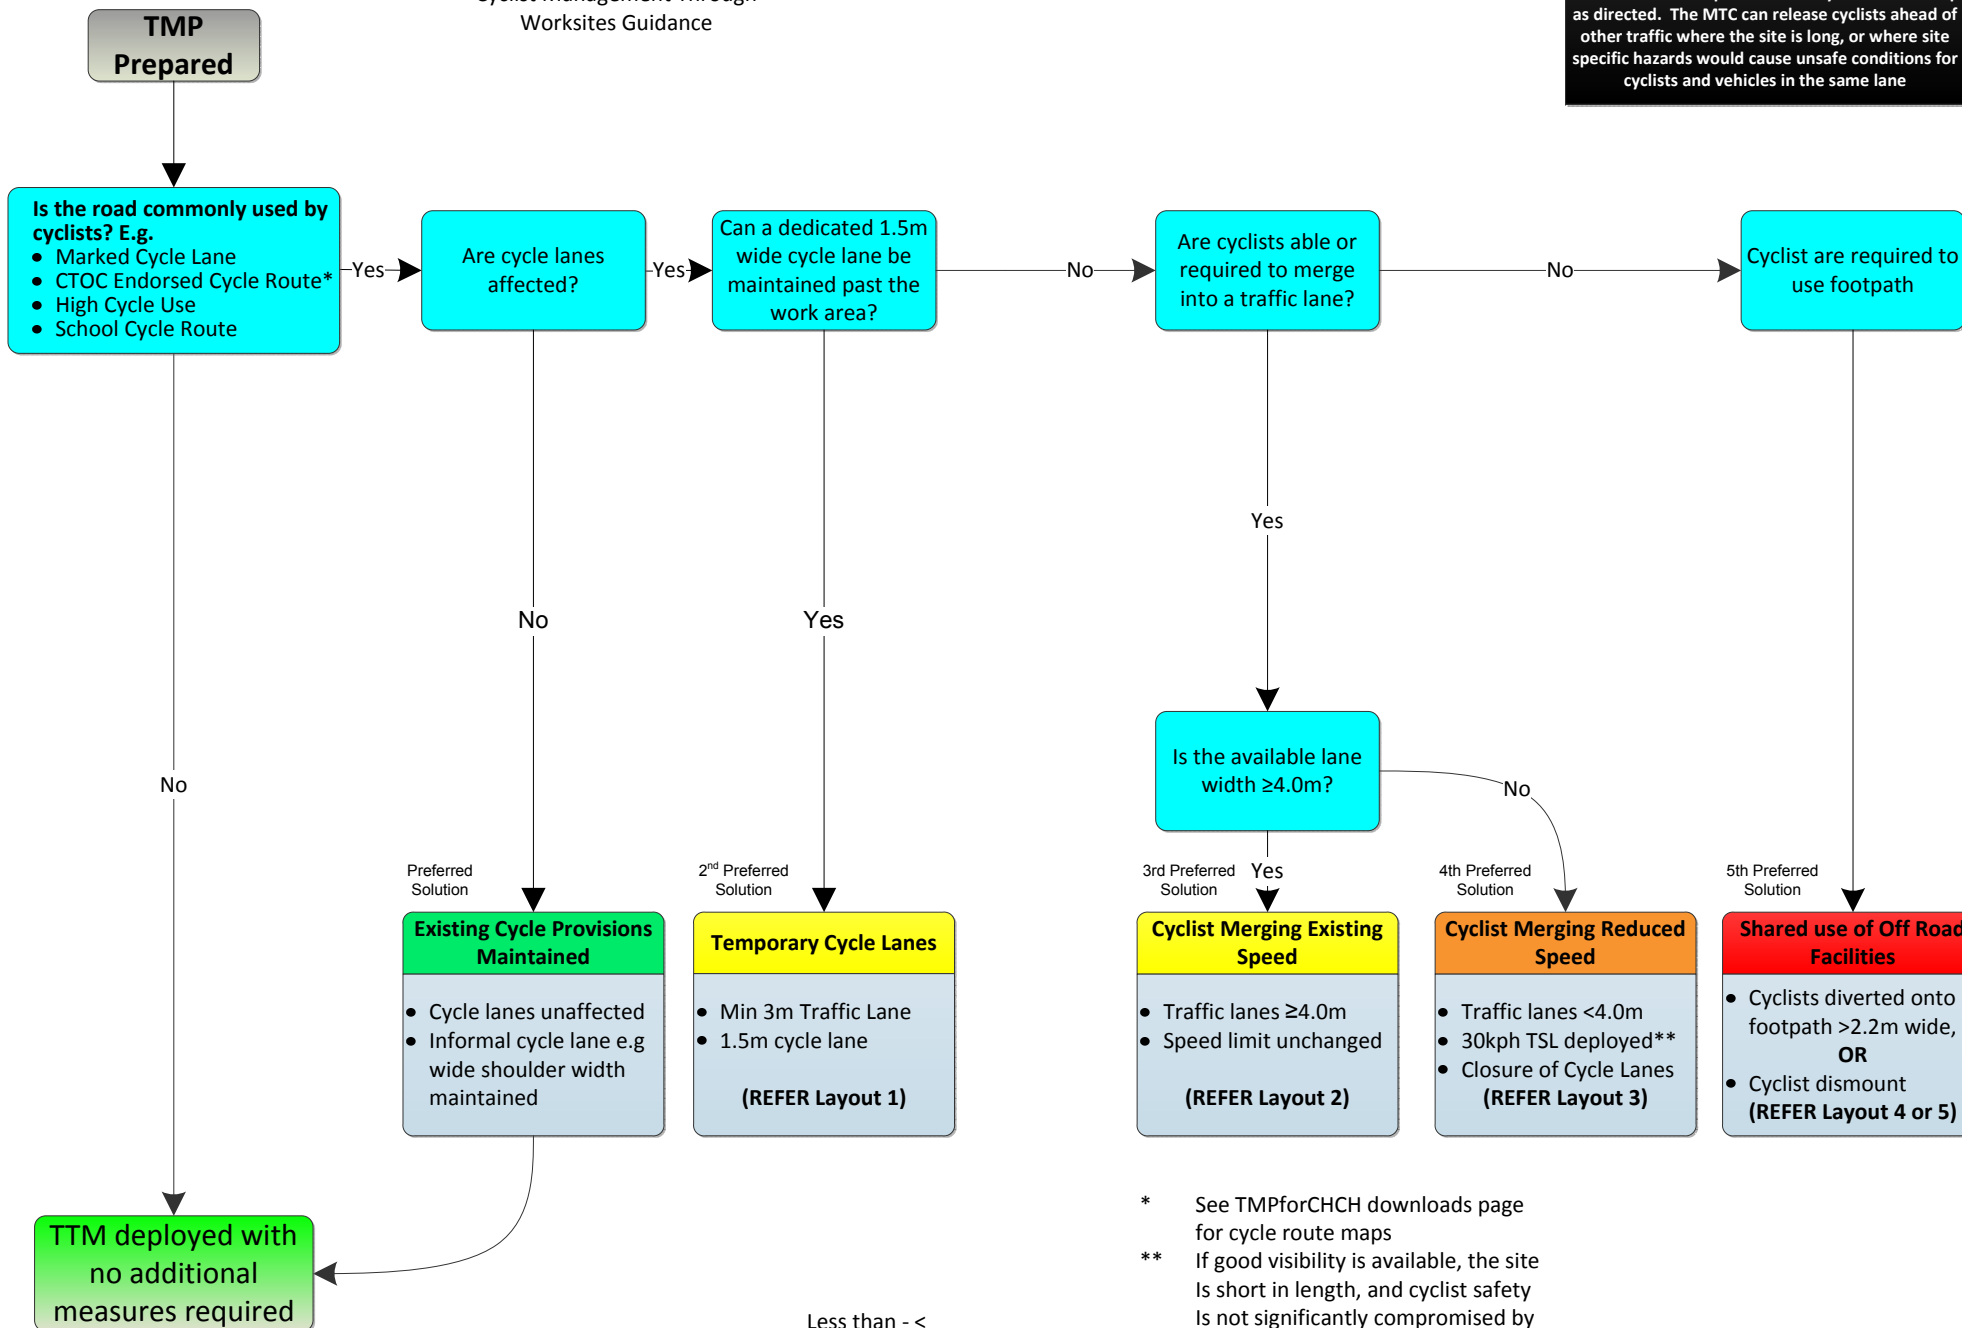 Cyclist Management Through
Worksites Guidance
as directed.  The MTC can release cyclists ahead of
other traffic where the site is long, or where site
specific hazards would cause unsafe conditions for
cyclists and vehicles in the same lane
TMP
Prepared
Is the road commonly used by
cyclists? E.g.
• Marked Cycle Lane
• CTOC Endorsed Cycle Route*
• High Cycle Use
• School Cycle Route
Yes
Are cycle lanes
affected?
Yes
Can a dedicated 1.5m
wide cycle lane be
maintained past the
work area?
No
Are cyclists able or
required to merge
into a traffic lane?
No
Cyclist are required to
use footpath
Yes
No
Yes
No
Is the available lane
width ≥4.0m?
No
Yes
Preferred
Solution
2nd Preferred
Solution
3rd Preferred
Solution
4th Preferred
Solution
5th Preferred
Solution
Existing Cycle Provisions
Maintained
• Cycle lanes unaffected
• Informal cycle lane e.g
wide shoulder width
maintained
Temporary Cycle Lanes
• Min 3m Traffic Lane
• 1.5m cycle lane
(REFER Layout 1)
Cyclist Merging Existing
Speed
• Traffic lanes ≥4.0m
• Speed limit unchanged
(REFER Layout 2)
Cyclist Merging Reduced
Speed
• Traffic lanes <4.0m
• 30kph TSL deployed**
• Closure of Cycle Lanes
(REFER Layout 3)
Shared use of Off Road
Facilities
• Cyclists diverted onto
footpath >2.2m wide,
OR
• Cyclist dismount
(REFER Layout 4 or 5)
TTM deployed with
no additional
measures required
* See TMPforCHCH downloads page
for cycle route maps
** If good visibility is available, the site
Is short in length, and cyclist safety
Is not significantly compromised by
Less than - <